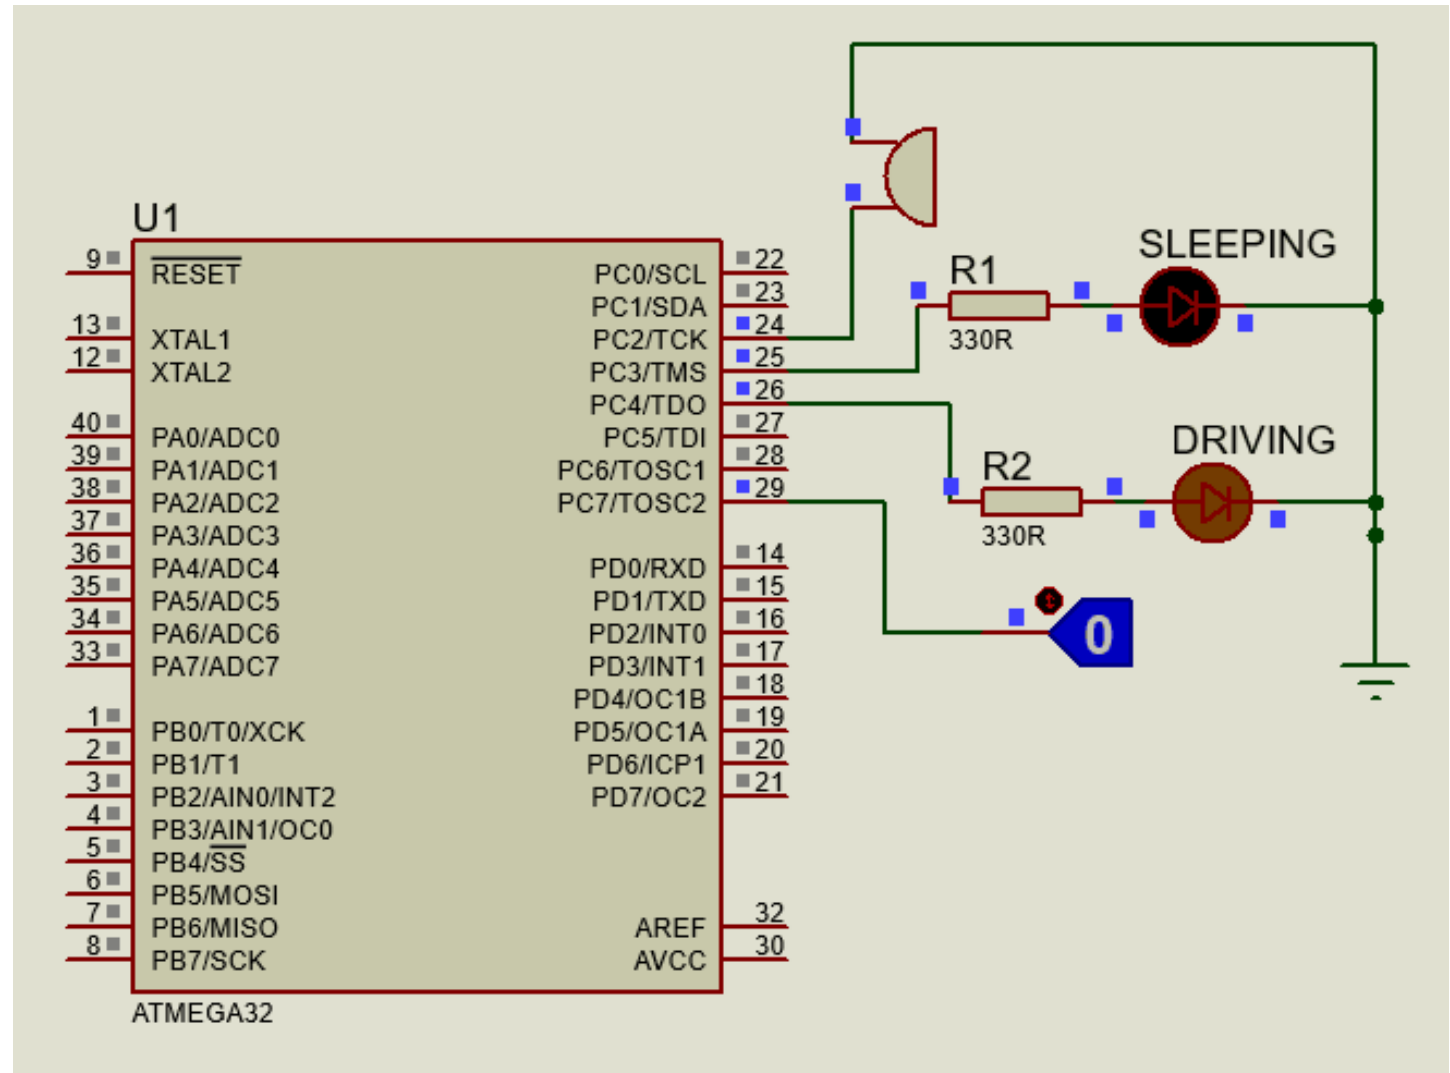 U1
9 RESET
13 XTAL1
12 XTAL2
40 PA0/ADC0
39 PA1/ADC1
38 PA2/ADC2
37 PA3/ADC3
36 PA4/ADC4
35 PA5/ADC5
34 PA6/ADC6
33 PA7/ADC7
1 PB0/T0/XCK
2 PB1/T1
3 PB2/AIN0/INT2
4 PB3/AIN1/OC0
5 PB4/SS
6 PB5/MOSI
7 PB6/MISO
8 PB7/SCK
PC0/SCL 22
PC1/SDA 23
PC2/TCK 24
PC3/TMS 25
PC4/TDO 26
PC5/TDI 27
PC6/TOSC1 28
PC7/TOSC2 29
PD0/RXD 14
PD1/TXD 15
PD2/INT0 16
PD3/INT1 17
PD4/OC1B 18
PD5/OC1A 19
PD6/ICP1 20
PD7/OC2 21
AREF 32
AVCC 30
ATMEGA32
SLEEPING
R1
330R
DRIVING
R2
330R
0